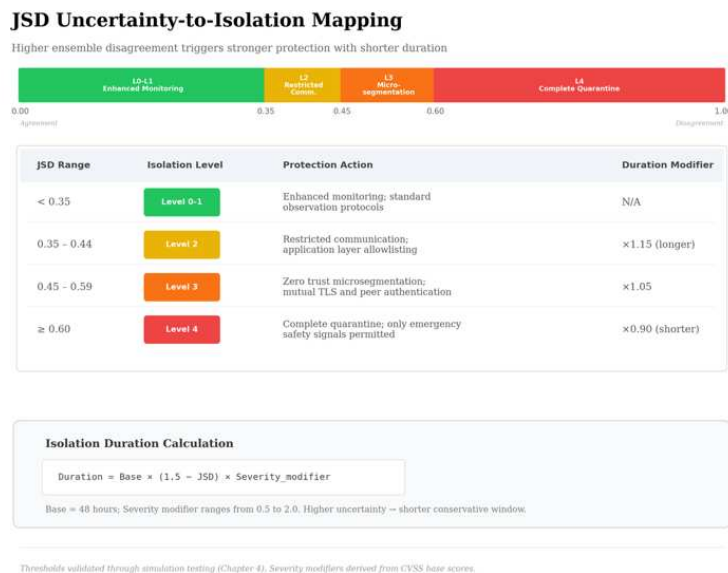 JSD Uncertainty-to-Isolation Mapping
Higher ensemble disagreement triggers stronger protection with shorter duration
L0-L1
Enhanced Monitoring
L2
Restricted
Comm.
L3
Micro-
segmentation
L4
Complete Quarantine
0.00 0.35 0.45 0.60 1.0
Agreement Disagreement
JSD Range Isolation Level Protection Action Duration Modifier
< 0.35 Level 0-1 Enhanced monitoring; standard
observation protocols N/A
0.35 – 0.44 Level 2 Restricted communication;
application layer allowlisting ×1.15 (longer)
0.45 – 0.59 Level 3 Zero trust microsegmentation;
mutual TLS and peer authentication ×1.05
≥ 0.60 Level 4 Complete quarantine; only emergency
safety signals permitted ×0.90 (shorter)
Isolation Duration Calculation
Duration = Base × (1.5 − JSD) × Severity_modifier
Base = 48 hours; Severity modifier ranges from 0.5 to 2.0. Higher uncertainty → shorter conservative window.
Thresholds validated through simulation testing (Chapter 4). Severity modifiers derived from CVSS base scores.